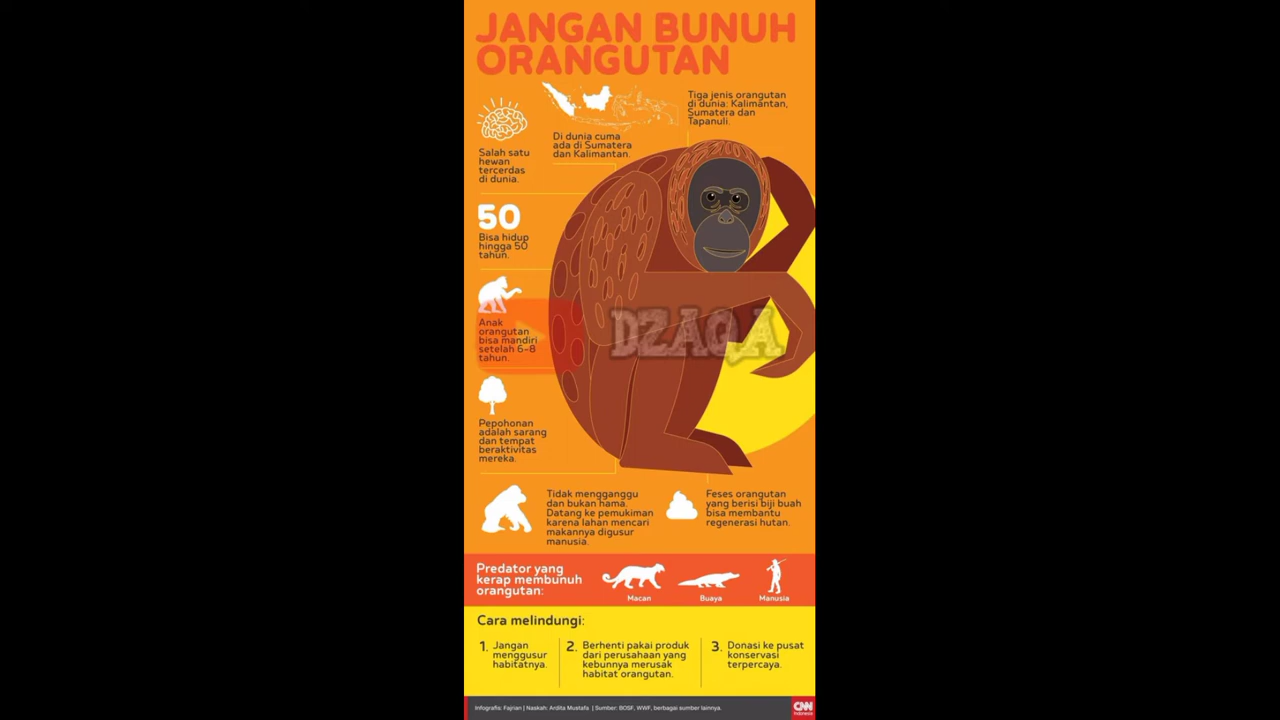 JANGAN BUNUH
ORANGUTAN
Salah satu
hewan
tercerdas
di dunia.
Di dunia cuma
ada di Sumatera
dan Kalimantan.
Tiga jenis orangutan
di dunia: Kalimantan,
Sumatera dan
Tapanuli.
50
Bisa hidup
hingga 50
tahun.
Anak
orangutan
bisa mandiri
setelah 6-8
tahun.
DZAQA
Pepohonan
adalah sarang
dan tempat
beraktivitas
mereka.
Tidak mengganggu
dan bukan hama.
Datang ke pemukiman
karena lahan mencari
makannya digusur
manusia.
Feses orangutan
yang berisi biji buah
bisa membantu
regenerasi hutan.
Predator yang
kerap membunuh
orangutan:
Macan
Buaya
Manusia
Cara melindungi:
1. Jangan
menggusur
habitatnya.
2. Berhenti pakai produk
dari perusahaan yang
kebunnya merusak
habitat orangutan.
3. Donasi ke pusat
konservasi
terpercaya.
Infografis: Fajrian | Naskah: Ardita Mustafa | Sumber: BOSF, WWF, berbagai sumber lainnya.
CNN
Indonesia